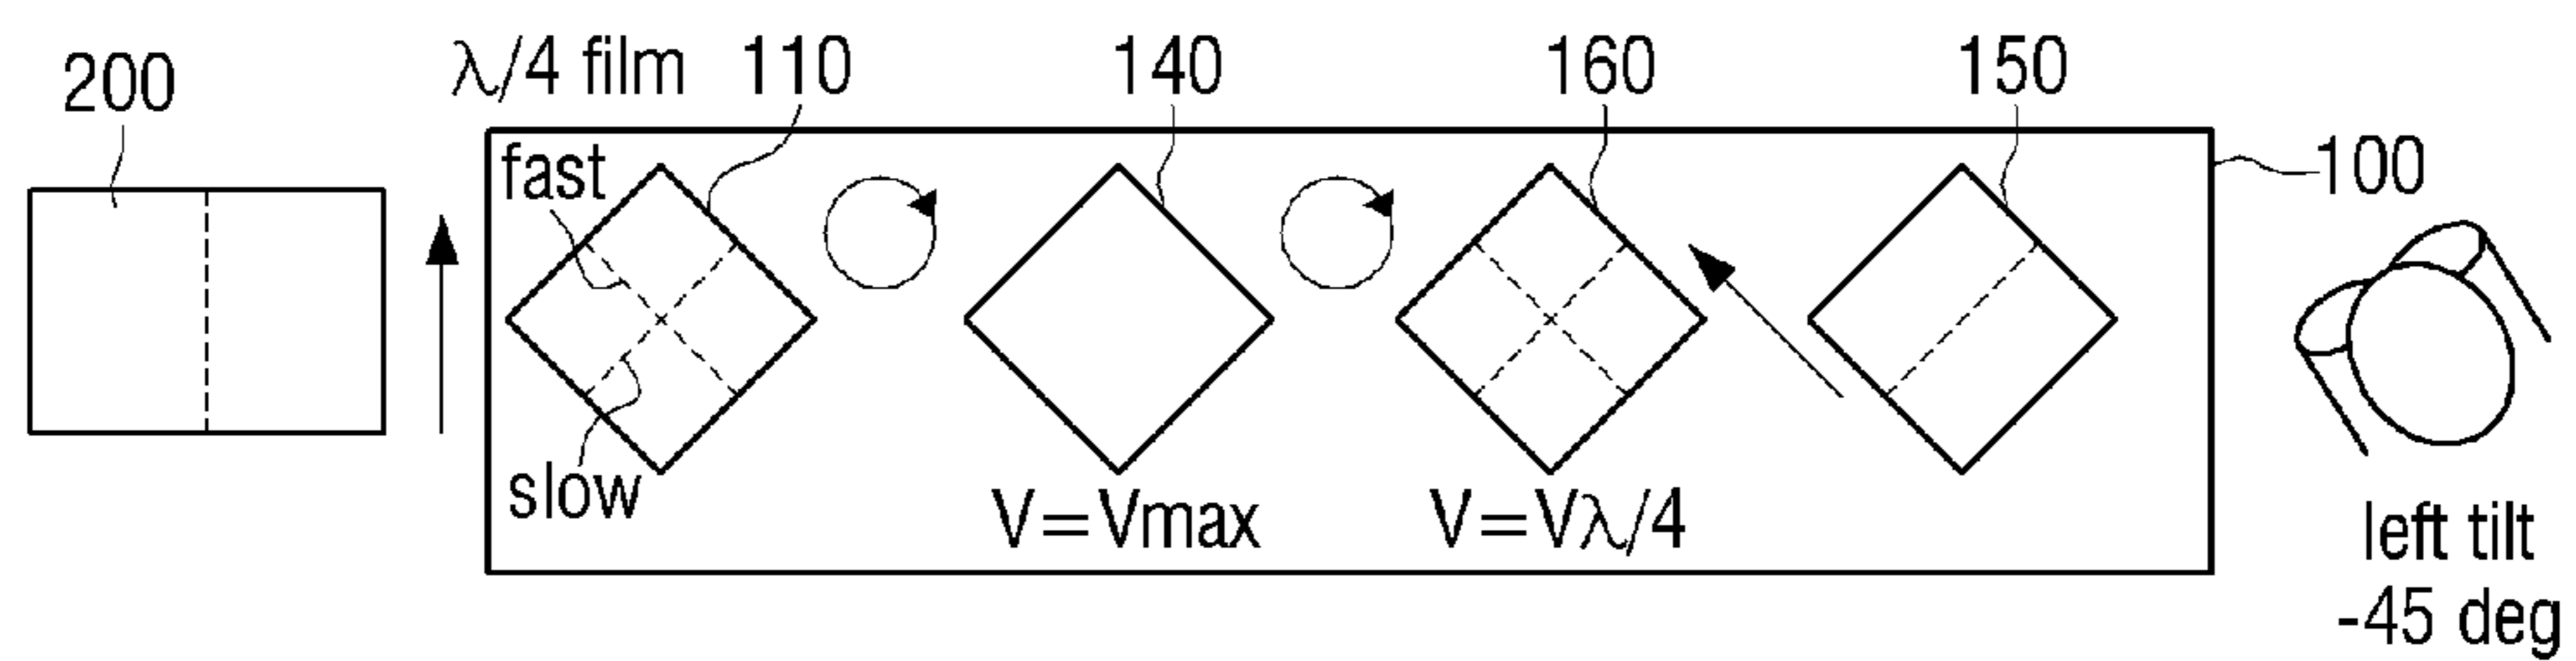 200
λ/4 film
110
140
160
150
100
fast
slow
V=Vmax
V=Vλ/4
left tilt
-45 deg